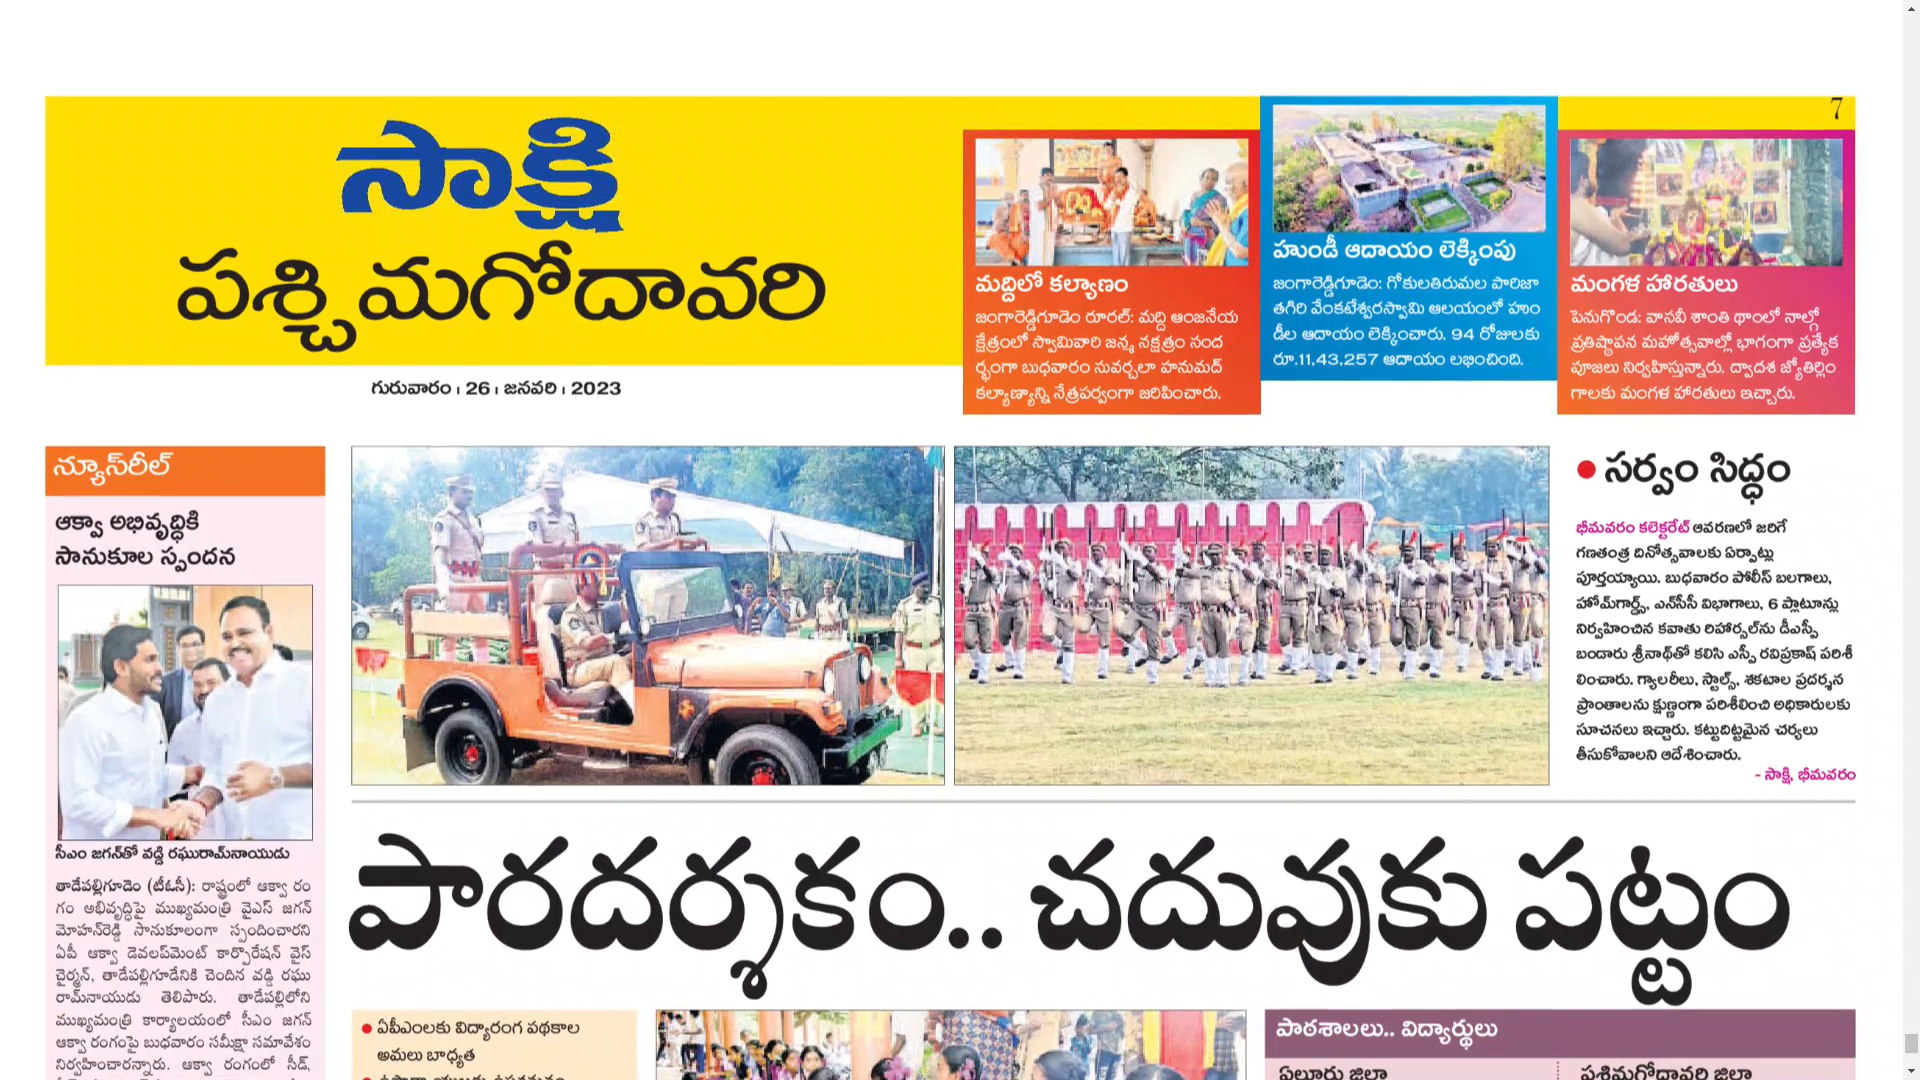 7
సాక్షి
పశ్చిమగోదావరి
గురువారం । 26 । జనవరి । 2023
మద్దిలో కల్యాణం
జంగారెడ్డిగూడెం రూరల్: మద్ది ఆంజనేయ
క్షేత్రంలో స్వామివారి జన్మ నక్షత్రం సంద
ర్భంగా బుధవారం సువర్చలా హనుమద్
కల్యాణాన్ని నేత్రపర్వంగా జరిపించారు.
హుండీ ఆదాయం లెక్కింపు
జంగారెడ్డిగూడెం: గోకులతిరుమల పారిజా
తగిరి వేంకటేశ్వరస్వామి ఆలయంలో హుం
డీల ఆదాయం లెక్కించారు. 94 రోజులకు
రూ.11,43,257 ఆదాయం లభించింది.
మంగళ హారతులు
పెనుగొండ: వాసవీ శాంతి థాంలో నాల్గో
ప్రతిష్ఠాపన మహోత్సవాల్లో భాగంగా ప్రత్యేక
పూజలు నిర్వహిస్తున్నారు. ద్వాదశ జ్యోతిర్లిం
గాలకు మంగళ హారతులు ఇచ్చారు.
న్యూస్‌రీల్
ఆక్వా అభివృద్ధికి
సానుకూల స్పందన
సీఎం జగన్‌తో వడ్డి రఘురామ్‌నాయుడు
తాడేపల్లిగూడెం (టీఓసీ): రాష్ట్రంలో ఆక్వా రం
గం అభివృద్ధిపై ముఖ్యమంత్రి వైఎస్ జగన్
మోహన్‌రెడ్డి సానుకూలంగా స్పందించారని
ఏపీ ఆక్వా డెవలప్‌మెంట్ కార్పొరేషన్ వైస్
చైర్మన్, తాడేపల్లిగూడేనికి చెందిన వడ్డి రఘు
రామ్‌నాయుడు తెలిపారు. తాడేపల్లిలోని
ముఖ్యమంత్రి కార్యాలయంలో సీఎం జగన్
ఆక్వా రంగంపై బుధవారం సమీక్షా సమావేశం
నిర్వహించారన్నారు. ఆక్వా రంగంలో సీడ్,
● సర్వం సిద్ధం
భీమవరం కలెక్టరేట్ ఆవరణలో జరిగే
గణతంత్ర దినోత్సవాలకు ఏర్పాట్లు
పూర్తయ్యాయి. బుధవారం పోలీస్ బలగాలు,
హోమ్‌గార్డ్స్, ఎన్‌సీసీ విభాగాలు, 6 ప్లాటూన్లు
నిర్వహించిన కవాతు రిహార్సల్‌ను డీఎస్పీ
బండారు శ్రీనాథ్‌తో కలిసి ఎస్పీ రవిప్రకాష్ పరిశీ
లించారు. గ్యాలరీలు, స్టాల్స్, శకటాల ప్రదర్శన
ప్రాంతాలను క్షుణ్ణంగా పరిశీలించి అధికారులకు
సూచనలు ఇచ్చారు. కట్టుదిట్టమైన చర్యలు
తీసుకోవాలని ఆదేశించారు.
- సాక్షి, భీమవరం
పారదర్శకం.. చదువుకు పట్టం
● ఏపీఎంలకు విద్యారంగ పథకాల
అమలు బాధ్యత
పాఠశాలలు.. విద్యార్థులు
ఏలూరు జిల్లా
పశ్చిమగోదావరి జిల్లా